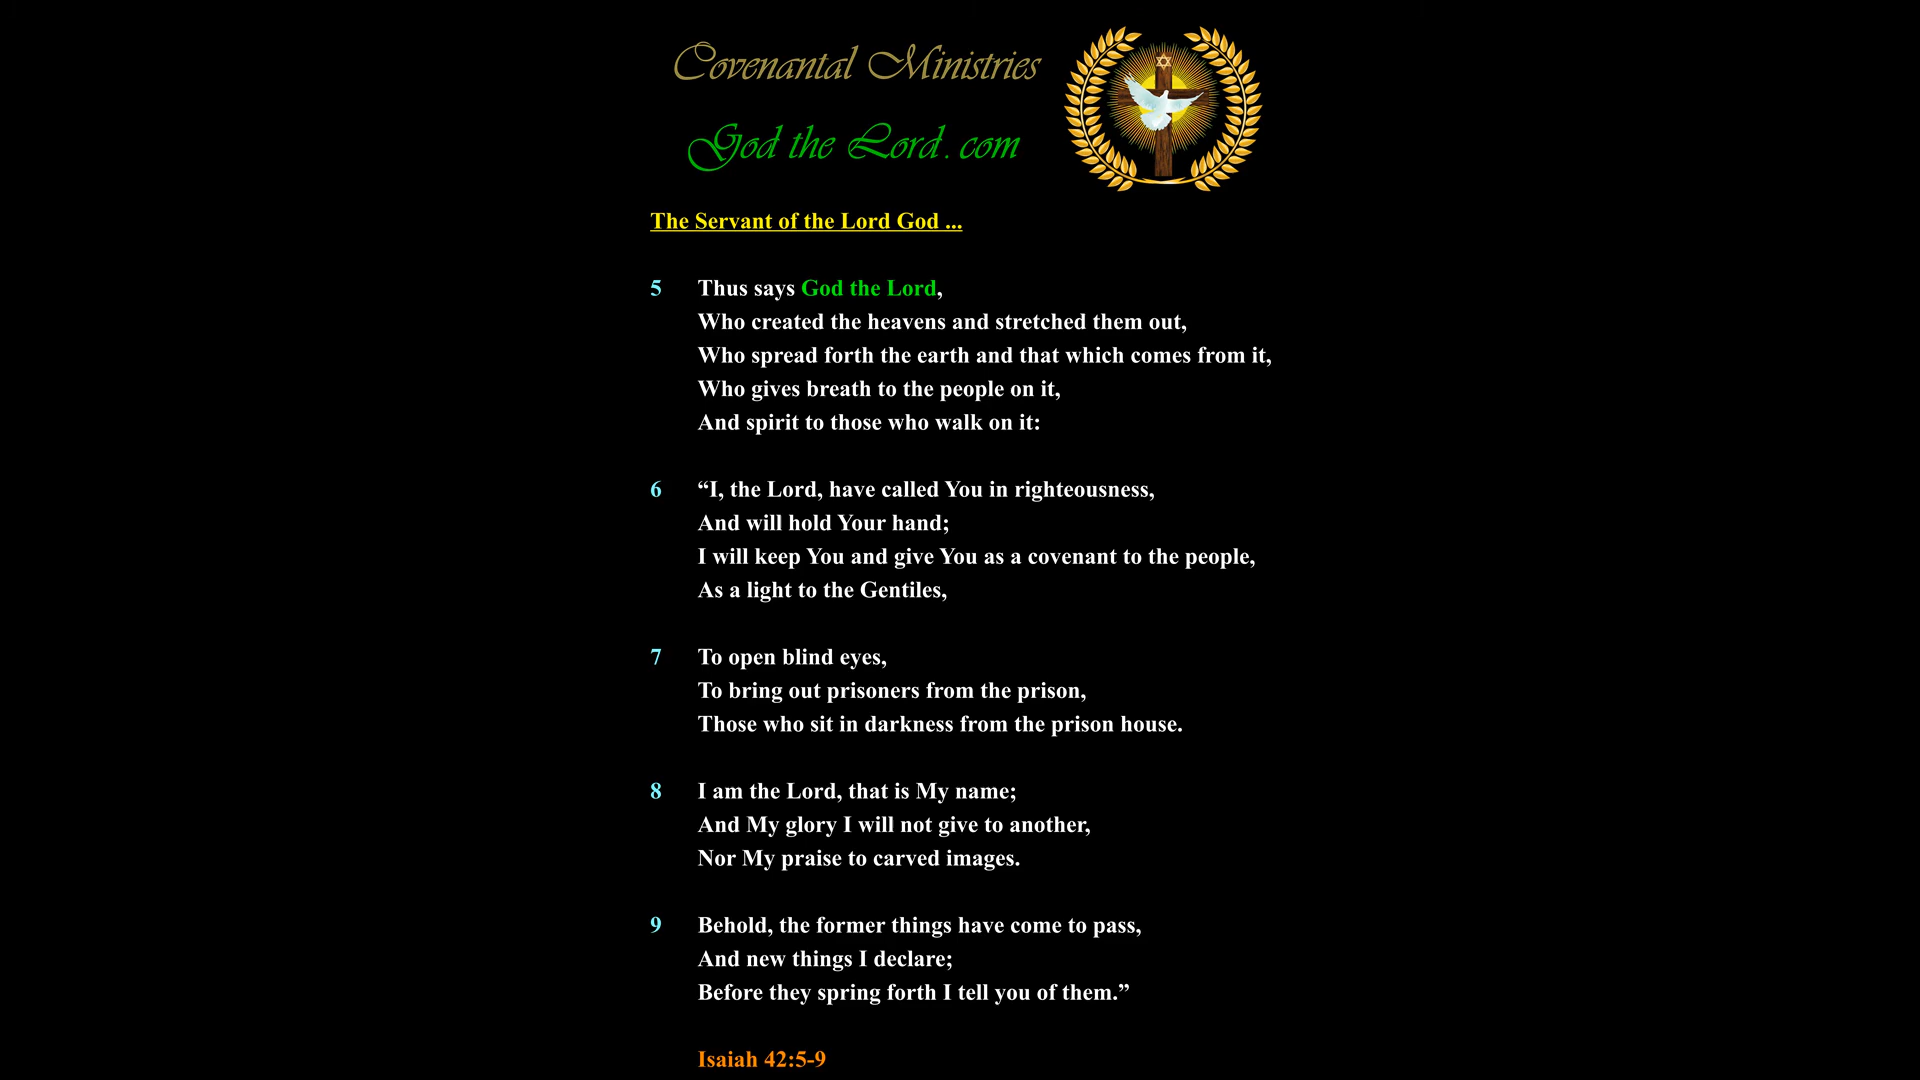 Covenantal Ministries
God the Lord . com
The Servant of the Lord God ...
5 Thus says God the Lord,
Who created the heavens and stretched them out,
Who spread forth the earth and that which comes from it,
Who gives breath to the people on it,
And spirit to those who walk on it:
6 “I, the Lord, have called You in righteousness,
And will hold Your hand;
I will keep You and give You as a covenant to the people,
As a light to the Gentiles,
7 To open blind eyes,
To bring out prisoners from the prison,
Those who sit in darkness from the prison house.
8 I am the Lord, that is My name;
And My glory I will not give to another,
Nor My praise to carved images.
9 Behold, the former things have come to pass,
And new things I declare;
Before they spring forth I tell you of them.”
Isaiah 42:5-9